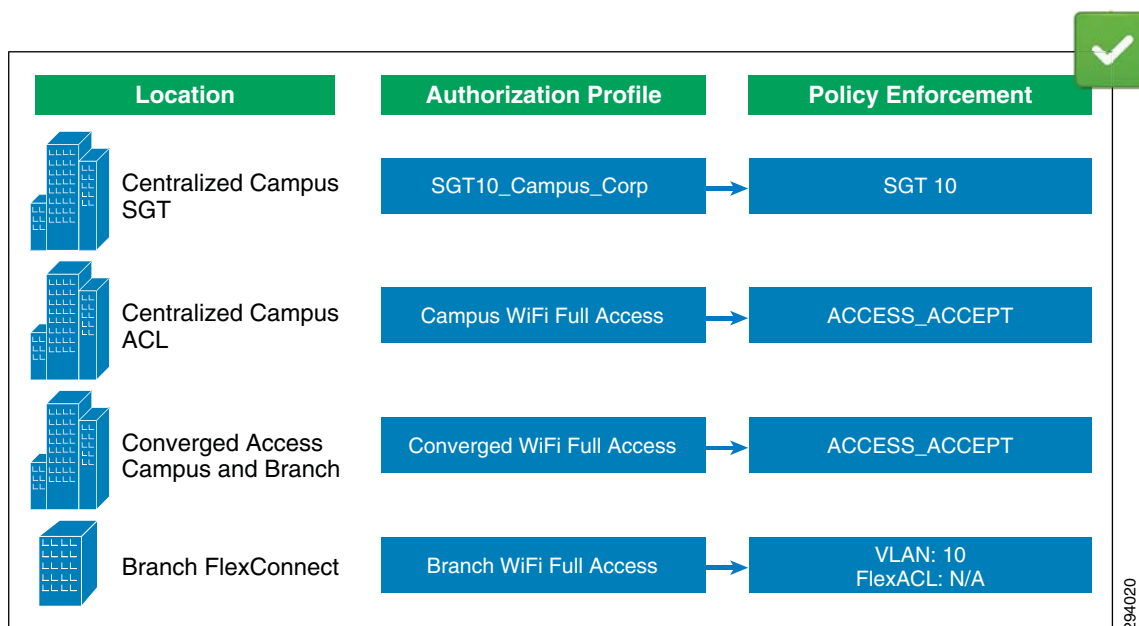 Location
Authorization Profile
Policy Enforcement
Centralized Campus
SGT
SGT10_Campus_Corp
SGT 10
Centralized Campus
ACL
Campus WiFi Full Access
ACCESS_ACCEPT
Converged Access
Campus and Branch
Converged WiFi Full Access
ACCESS_ACCEPT
Branch FlexConnect
Branch WiFi Full Access
VLAN: 10
FlexACL: N/A
294020